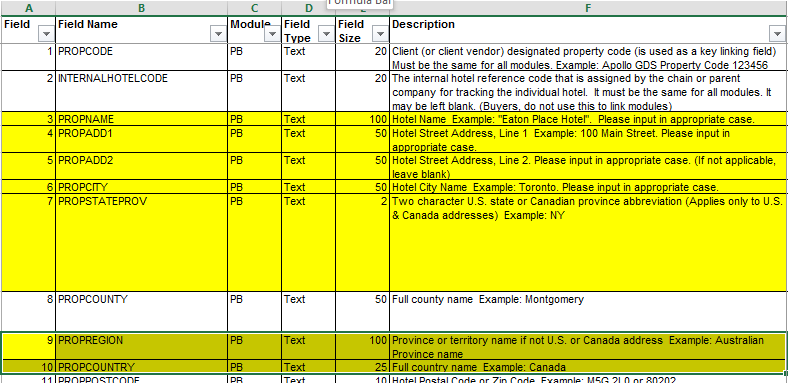 Formula Bar
A B C D E F
Field Field Name Module Field Type Field Size Description
1 PROPCODE PB Text 20 Client (or client vendor) designated property code (is used as a key linking field)
Must be the same for all modules. Example: Apollo GDS Property Code 123456
2 INTERNALHOTELCODE PB Text 20 The internal hotel reference code that is assigned by the chain or parent
company for tracking the individual hotel. It must be the same for all modules. It
may be left blank. (Buyers, do not use this to link modules)
3 PROPNAME PB Text 100 Hotel Name Example: "Eaton Place Hotel". Please input in appropriate case.
4 PROPADD1 PB Text 50 Hotel Street Address, Line 1 Example: 100 Main Street. Please input in
appropriate case.
5 PROPADD2 PB Text 50 Hotel Street Address, Line 2. Please input in appropriate case. (If not applicable,
leave blank)
6 PROPCITY PB Text 50 Hotel City Name Example: Toronto. Please input in appropriate case.
7 PROPSTATEPROV PB Text 2 Two character U.S. state or Canadian province abbreviation (Applies only to U.S.
& Canada addresses) Example: NY
8 PROPCOUNTY PB Text 50 Full county name Example: Montgomery
9 PROPREGION PB Text 100 Province or territory name if not U.S. or Canada address Example: Australian
Province name
10 PROPCOUNTRY PB Text 25 Full country name Example: Canada
11 PROPPOSTCODE PB Text 10 Hotel Postal Code or Zip Code Example: M5G 2L0 or 80202